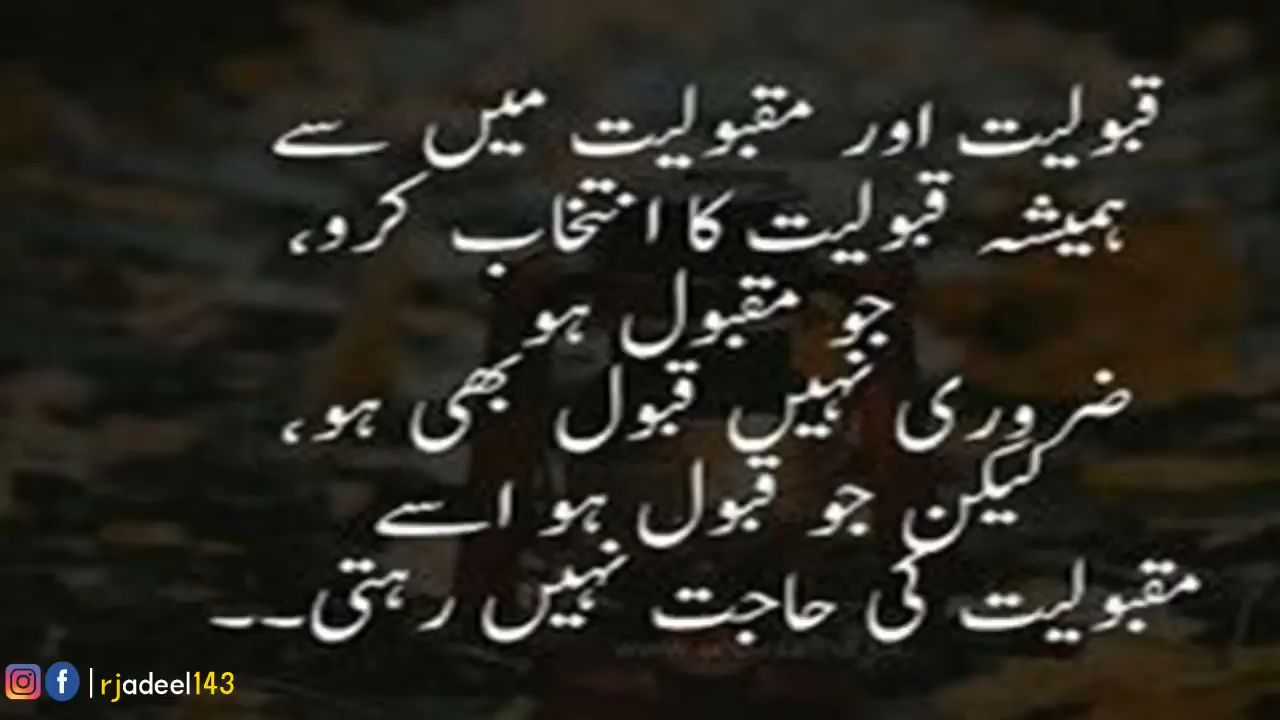 قبولیت اور مقبولیت میں سے
ہمیشہ قبولیت کا انتخاب کرو،
جو مقبول ہو
ضروری نہیں قبول بھی ہو،
لیکن جو قبول ہو اسے
مقبولیت کی حاجت نہیں رہتی۔۔۔
|rjadeel143